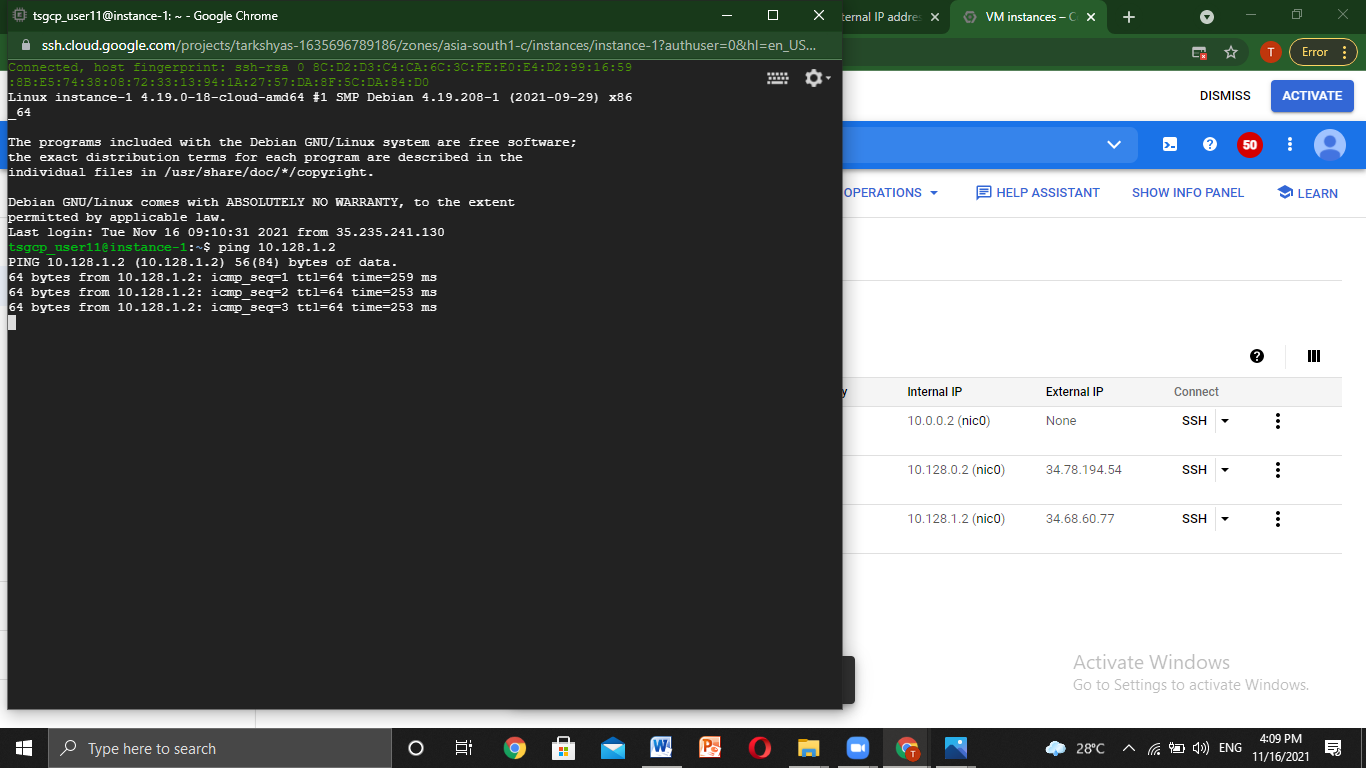 tsgcp_user11@instance-1: ~ - Google Chrome
ssh.cloud.google.com/projects/tarkshyas-1635696789186/zones/asia-south1-c/instances/instance-1?authuser=0&hl=en_US...
Connected, host fingerprint: ssh-rsa 0 8C:D2:D3:C4:CA:6C:3C:FE:E0:E4:D2:99:16:59
:8B:E5:74:38:08:72:33:13:94:1A:27:57:DA:8F:5C:DA:84:D0
Linux instance-1 4.19.0-18-cloud-amd64 #1 SMP Debian 4.19.208-1 (2021-09-29) x86
_64
The programs included with the Debian GNU/Linux system are free software;
the exact distribution terms for each program are described in the
individual files in /usr/share/doc/*/copyright.
Debian GNU/Linux comes with ABSOLUTELY NO WARRANTY, to the extent
permitted by applicable law.
Last login: Tue Nov 16 09:10:31 2021 from 35.235.241.130
tsgcp_user11@instance-1:~$ ping 10.128.1.2
PING 10.128.1.2 (10.128.1.2) 56(84) bytes of data.
64 bytes from 10.128.1.2: icmp_seq=1 ttl=64 time=259 ms
64 bytes from 10.128.1.2: icmp_seq=2 ttl=64 time=253 ms
64 bytes from 10.128.1.2: icmp_seq=3 ttl=64 time=253 ms
ternal IP addre
VM instances – C
T
Error
DISMISS
ACTIVATE
50
OPERATIONS
HELP ASSISTANT
SHOW INFO PANEL
LEARN
y
Internal IP
External IP
Connect
10.0.0.2 (nic0)
None
SSH
10.128.0.2 (nic0)
34.78.194.54
SSH
10.128.1.2 (nic0)
34.68.60.77
SSH
Activate Windows
Go to Settings to activate Windows.
Type here to search
28°C
ENG
4:09 PM
11/16/2021